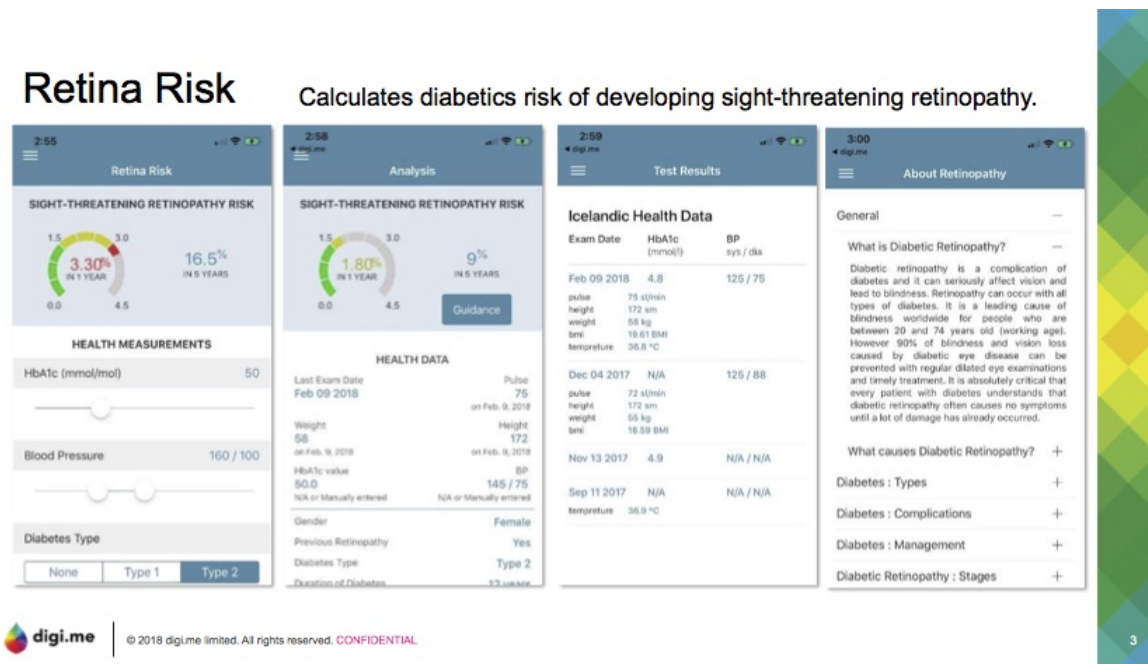 Retina Risk
Calculates diabetics risk of developing sight-threatening retinopathy.
2:55
Retina Risk
SIGHT-THREATENING RETINOPATHY RISK
1.5 3.0
3.30%
IN 1 YEAR
0.0 4.5
16.5%
IN 5 YEARS
HEALTH MEASUREMENTS
HbA1c (mmol/mol) 50
Blood Pressure 160 / 100
Diabetes Type
None Type 1 Type 2
2:58
digi.me
Analysis
SIGHT-THREATENING RETINOPATHY RISK
1.5 3.0
1.80%
IN 1 YEAR
0.0 4.5
9%
IN 5 YEARS
Guidance
HEALTH DATA
Last Exam Date Pulse
Feb 09 2018 75
on Feb. 9, 2018
Weight Height
58 172
on Feb. 9, 2018 on Feb. 9, 2018
HbA1c value BP
50.0 145 / 75
N/A or Manually entered N/A or Manually entered
Gender Female
Previous Retinopathy Yes
Diabetes Type Type 2
Duration of Diabetes 12 years
2:59
digi.me
Test Results
Icelandic Health Data
Exam Date HbA1c BP
(mmol/l) sys / dia
Feb 09 2018 4.8 125 / 75
pulse 75 sl/min
height 172 sm
weight 58 kg
bmi 19.61 BMI
tempreture 36.8 °C
Dec 04 2017 N/A 125 / 88
pulse 72 sl/min
height 172 sm
weight 55 kg
bmi 18.59 BMI
Nov 13 2017 4.9 N/A / N/A
Sep 11 2017 N/A N/A / N/A
tempreture 36.9 °C
3:00
digi.me
About Retinopathy
General
What is Diabetic Retinopathy?
Diabetic retinopathy is a complication of
diabetes and it can seriously affect vision and
lead to blindness. Retinopathy can occur with all
types of diabetes. It is a leading cause of
blindness worldwide for people who are
between 20 and 74 years old (working age).
However 90% of blindness and vision loss
caused by diabetic eye disease can be
prevented with regular dilated eye examinations
and timely treatment. It is absolutely critical that
every patient with diabetes understands that
diabetic retinopathy often causes no symptoms
until a lot of damage has already occurred.
What causes Diabetic Retinopathy? +
Diabetes : Types +
Diabetes : Complications +
Diabetes : Management +
Diabetic Retinopathy : Stages +
digi.me
© 2018 digi.me limited. All rights reserved. CONFIDENTIAL
3